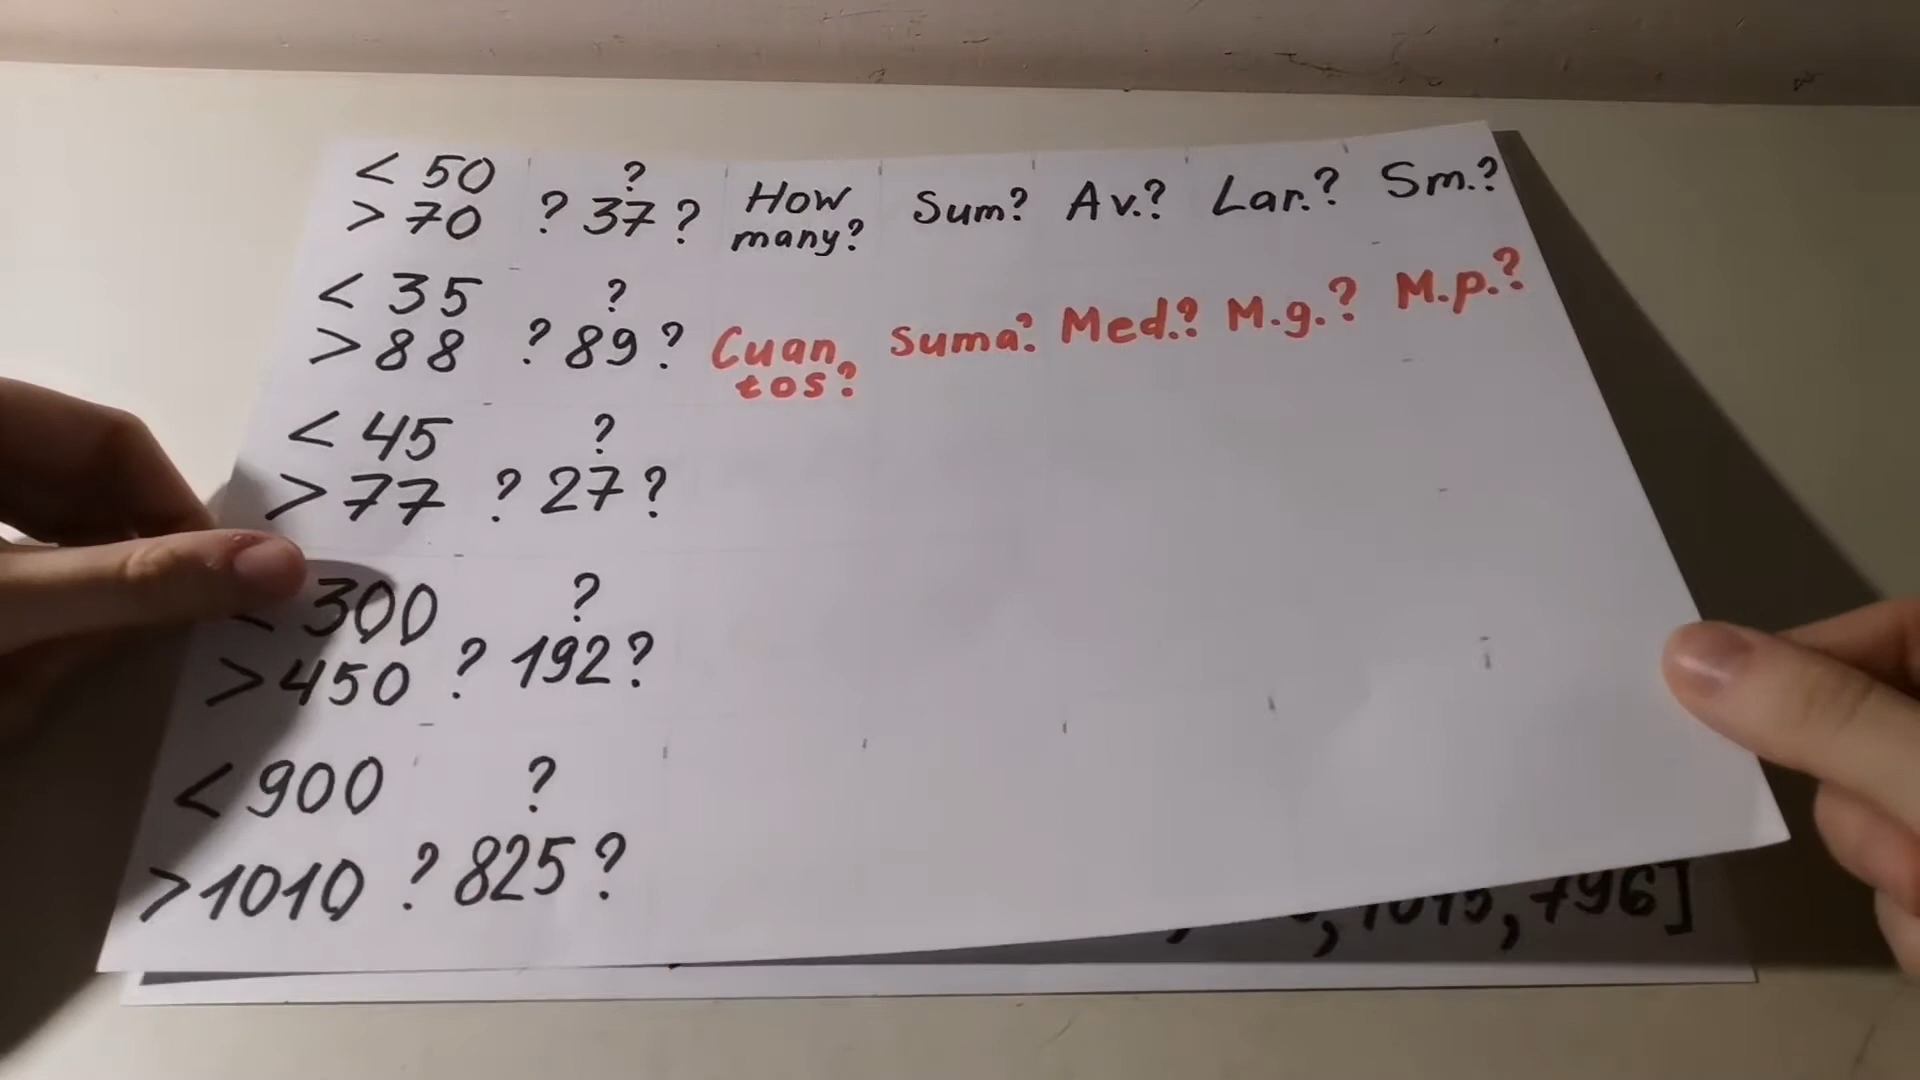 < 50
> 70
?
? 37 ?
How
many?
Sum?
Av.?
Lar.?
Sm.?
< 35
> 88
?
? 89 ?
Cuan
tos?
Suma?
Med.?
M.g.?
M.p.?
< 45
> 77
?
? 27 ?
< 300
> 450
?
? 192 ?
< 900
> 1010
?
? 825 ?
, 796]